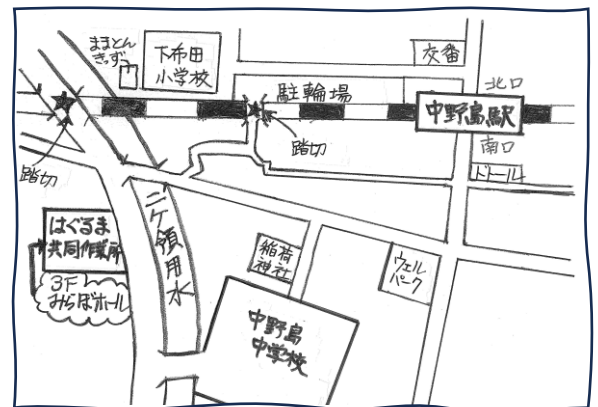 ままとん
きっず
下布田
小学校
交番
駐輪場
北口
中野島駅
南口
踏切
ドトール
踏切
はぐるま
共同作業所
3F
みらぼホール
二ケ領用水
稲荷
神社
ウェル
パーク
中野島
中学校